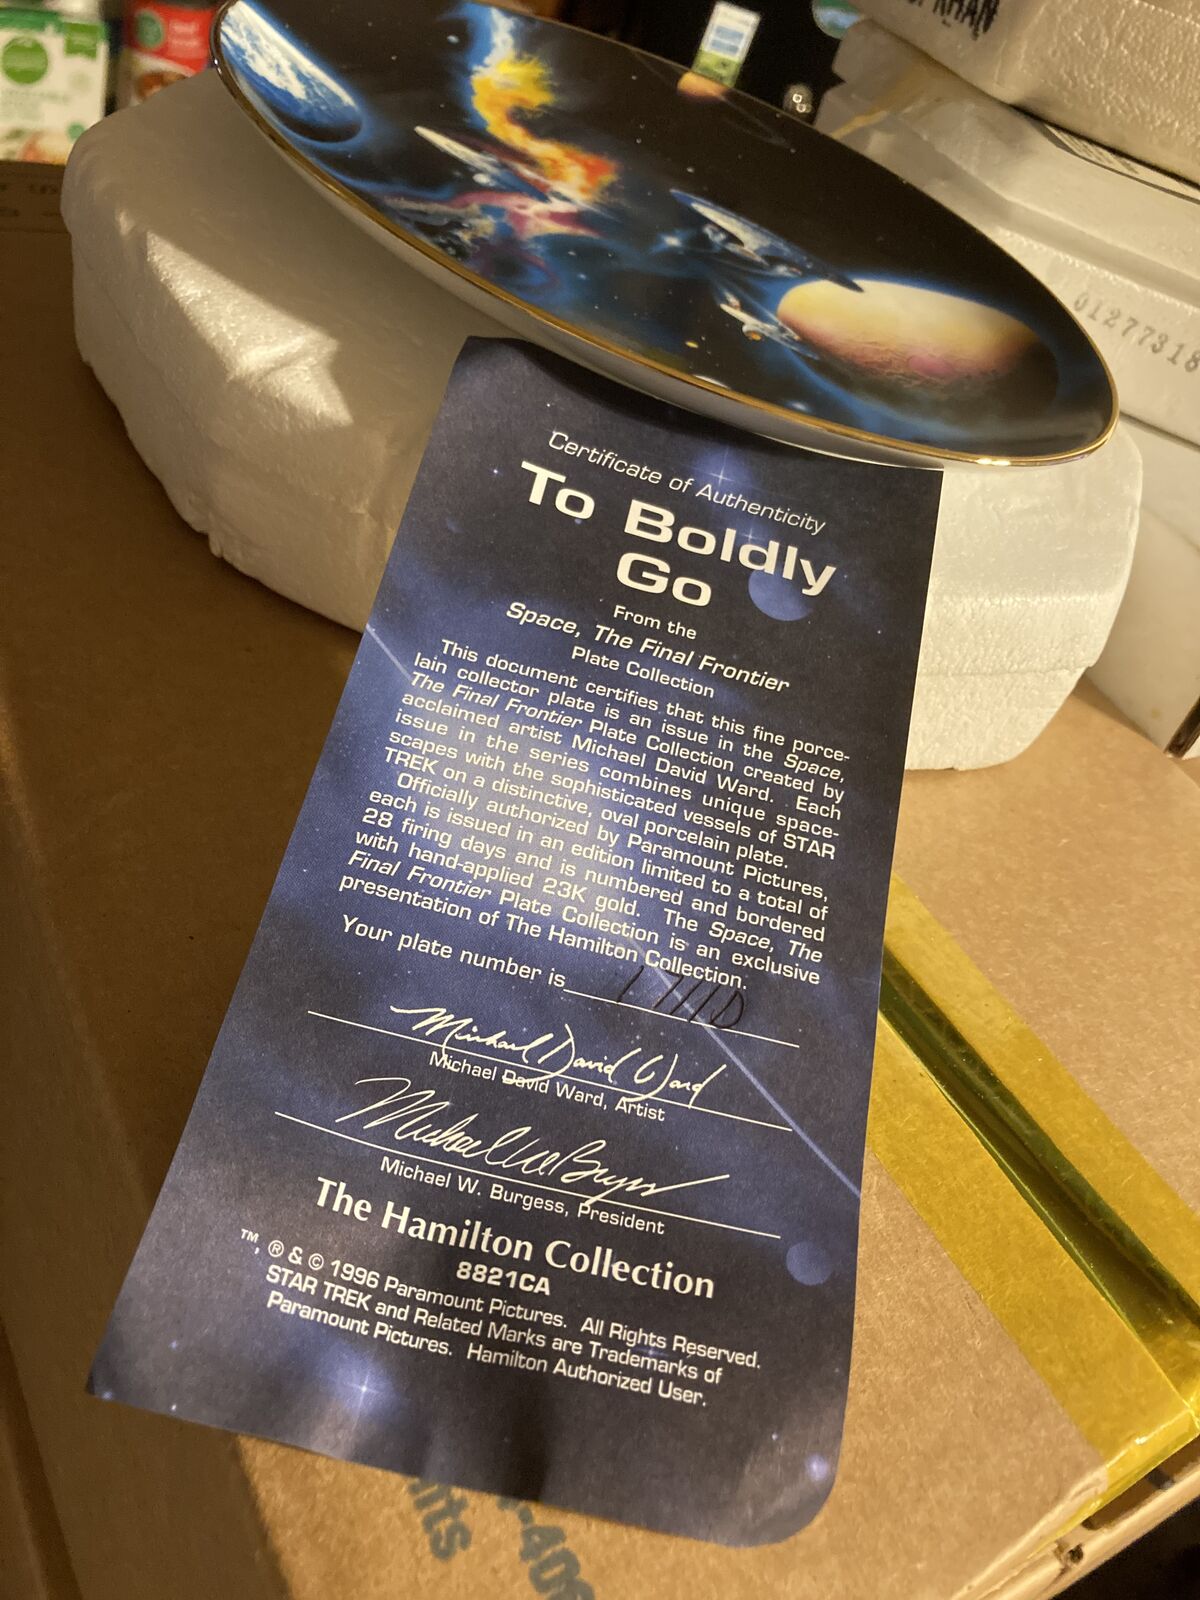 KHAN
01277318
Certificate of Authenticity
To Boldly
Go
From the
Space, The Final Frontier
Plate Collection
This document certifies that this fine porce-
lain collector plate is an issue in the Space,
The Final Frontier Plate Collection created by
acclaimed artist Michael David Ward. Each
issue in the series combines unique space-
scapes with the sophisticated vessels of STAR
TREK on a distinctive, oval porcelain plate.
Officially authorized by Paramount Pictures,
each is issued in an edition limited to a total of
28 firing days and is numbered and bordered
with hand-applied 23K gold. The Space, The
Final Frontier Plate Collection is an exclusive
presentation of The Hamilton Collection.
Your plate number is 1711D
Michael David Ward
Michael David Ward, Artist
Michael W. Burgess
Michael W. Burgess, President
The Hamilton Collection
8821CA
™, ® & © 1996 Paramount Pictures. All Rights Reserved.
STAR TREK and Related Marks are Trademarks of
Paramount Pictures. Hamilton Authorized User.